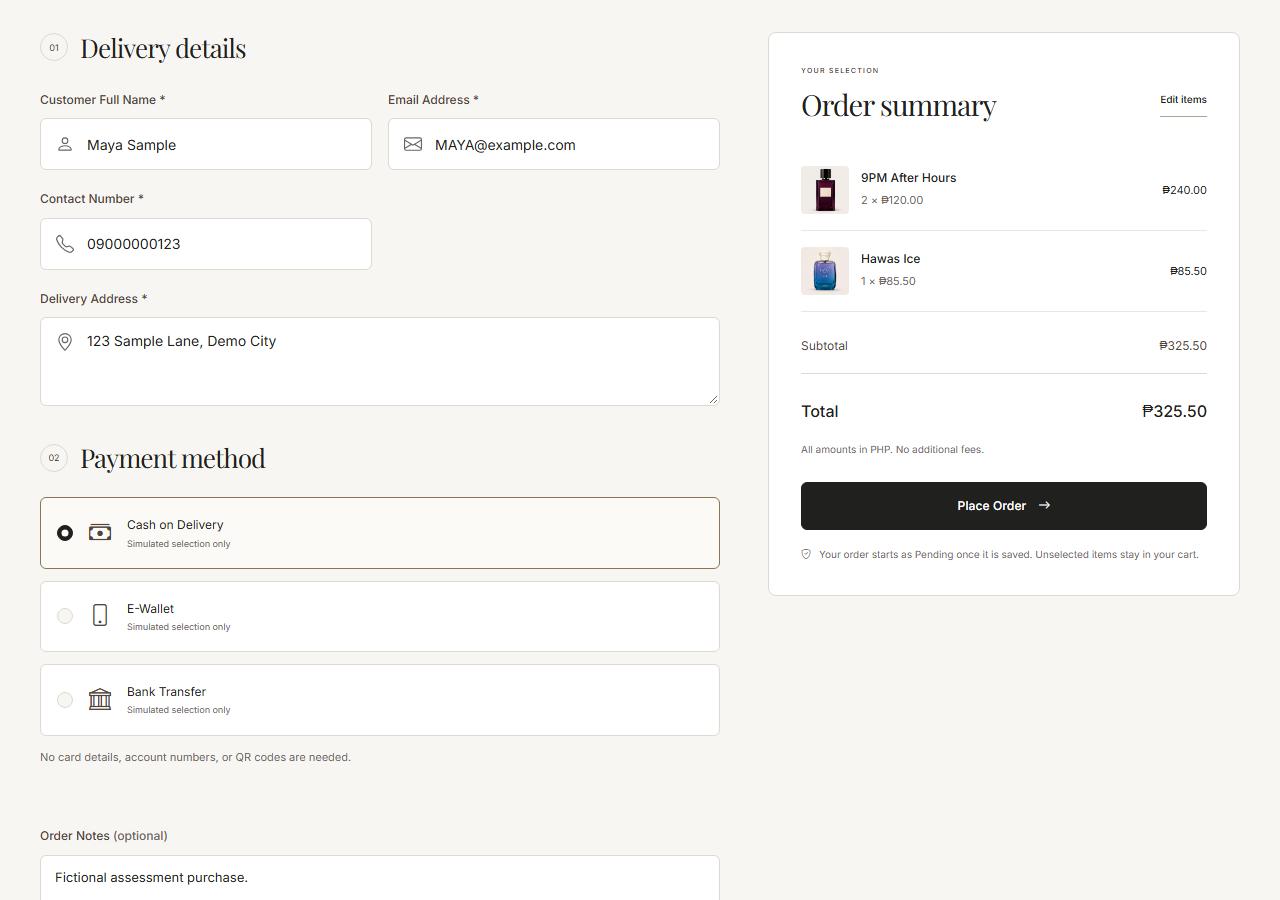 01 Delivery details
Customer Full Name *
Email Address *
Maya Sample
MAYA@example.com
Contact Number *
09000000123
Delivery Address *
123 Sample Lane, Demo City
02 Payment method
Cash on Delivery
Simulated selection only
E-Wallet
Simulated selection only
Bank Transfer
Simulated selection only
No card details, account numbers, or QR codes are needed.
Order Notes (optional)
Fictional assessment purchase.
YOUR SELECTION
Order summary
Edit items
9PM After Hours
2 × ₱120.00
₱240.00
Hawas Ice
1 × ₱85.50
₱85.50
Subtotal
₱325.50
Total
₱325.50
All amounts in PHP. No additional fees.
Place Order →
Your order starts as Pending once it is saved. Unselected items stay in your cart.